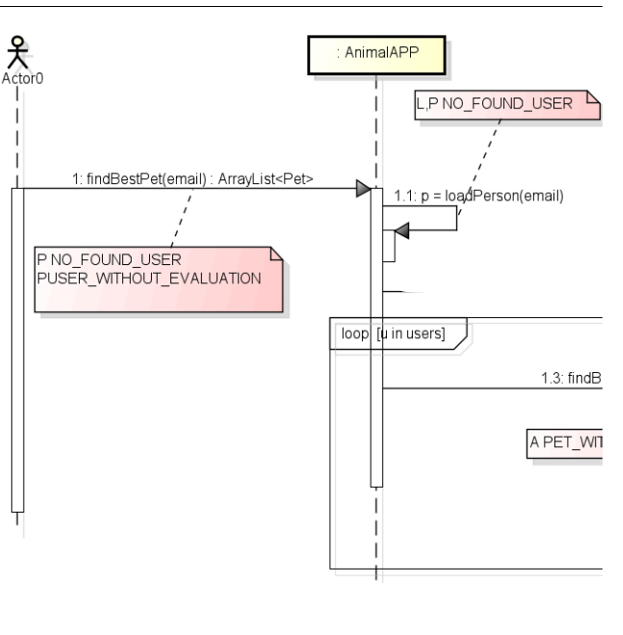 Actor0
: AnimalAPP
L,P NO_FOUND_USER
1: findBestPet(email) : ArrayList<Pet>
1.1: p = loadPerson(email)
P NO_FOUND_USER
PUSER_WITHOUT_EVALUATION
loop [u in users]
1.3: findB
A PET_WIT